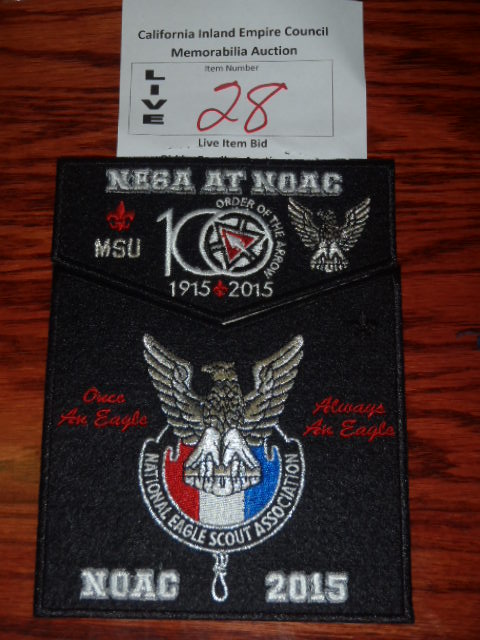 California Inland Empire Council
Memorabilia Auction
Item Number
LIVE
28
Live Item Bid
NESA AT NOAC
ORDER OF THE ARROW
MSU
100
1915 2015
Once
An Eagle
Always
An Eagle
NATIONAL EAGLE SCOUT ASSOCIATION
NOAC 2015